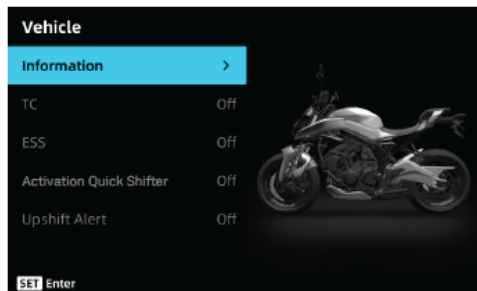 Vehicle
Information >
TC Off
ESS Off
Activation Quick Shifter Off
Upshift Alert Off
SET Enter